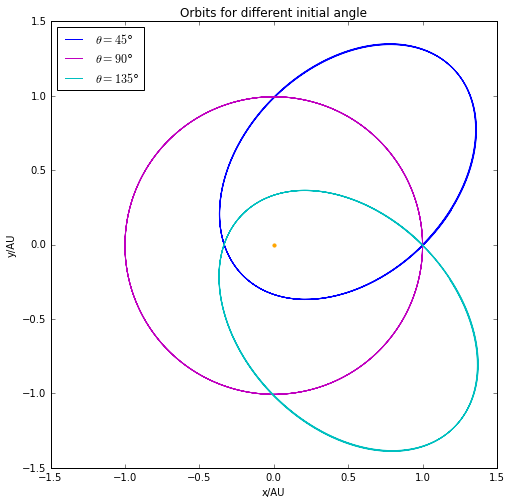 Orbits for different initial angle
θ = 45°
θ = 90°
θ = 135°
y/AU
1.5
1.0
0.5
0.0
−0.5
−1.0
−1.5
−1.5
−1.0
−0.5
0.0
0.5
1.0
1.5
x/AU